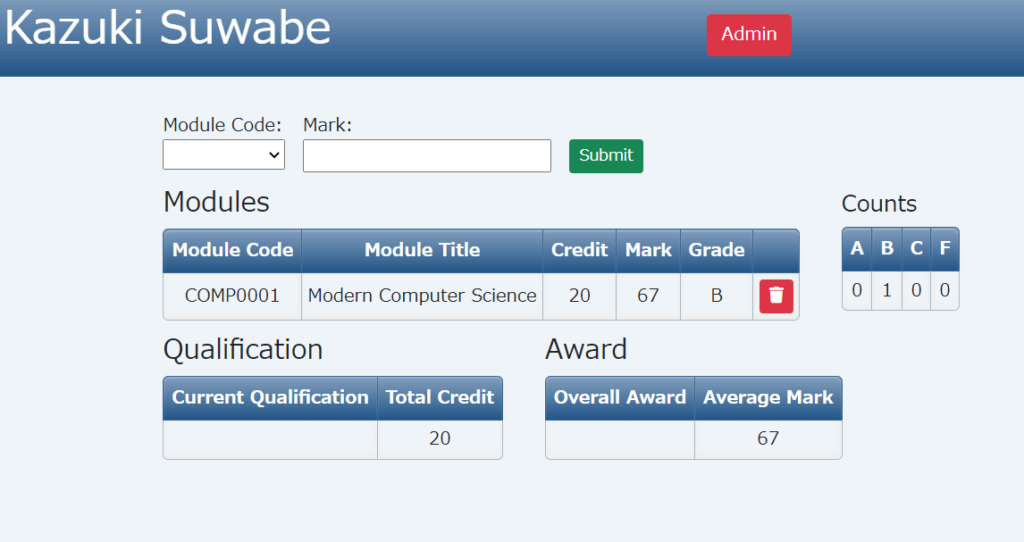 Kazuki Suwabe
Admin
Module Code: Mark:
Submit
Modules
Module Code Module Title Credit Mark Grade
COMP0001 Modern Computer Science 20 67 B
Counts
A B C F
0 1 0 0
Qualification
Current Qualification Total Credit
20
Award
Overall Award Average Mark
67